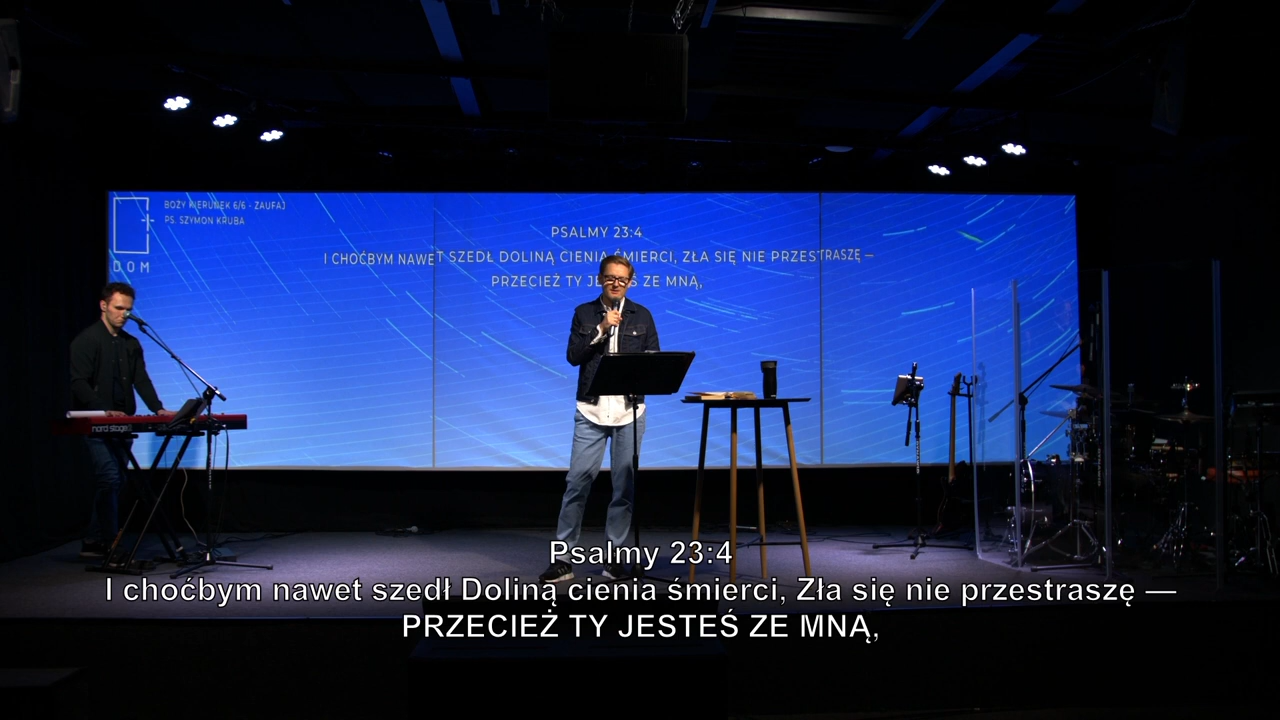 BOŻY KIERUNEK 6/6 - ZAUFAJ
PS. SZYMON KRUBA
DOM
PSALMY 23:4
I CHOĆBYM NAWET SZEDŁ DOLINĄ CIENIA ŚMIERCI, ZŁA SIĘ NIE PRZESTRASZĘ —
PRZECIEŻ TY JESTEŚ ZE MNĄ,
nord stage 3
Psalmy 23:4
I choćbym nawet szedł Doliną cienia śmierci, Zła się nie przestraszę —
PRZECIEŻ TY JESTEŚ ZE MNĄ,